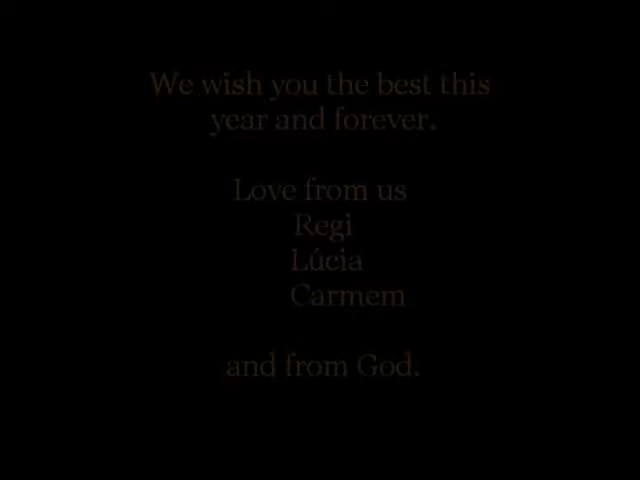 We wish you the best this
year and forever.
Love from us
Regi
Lúcia
Carmem
and from God.